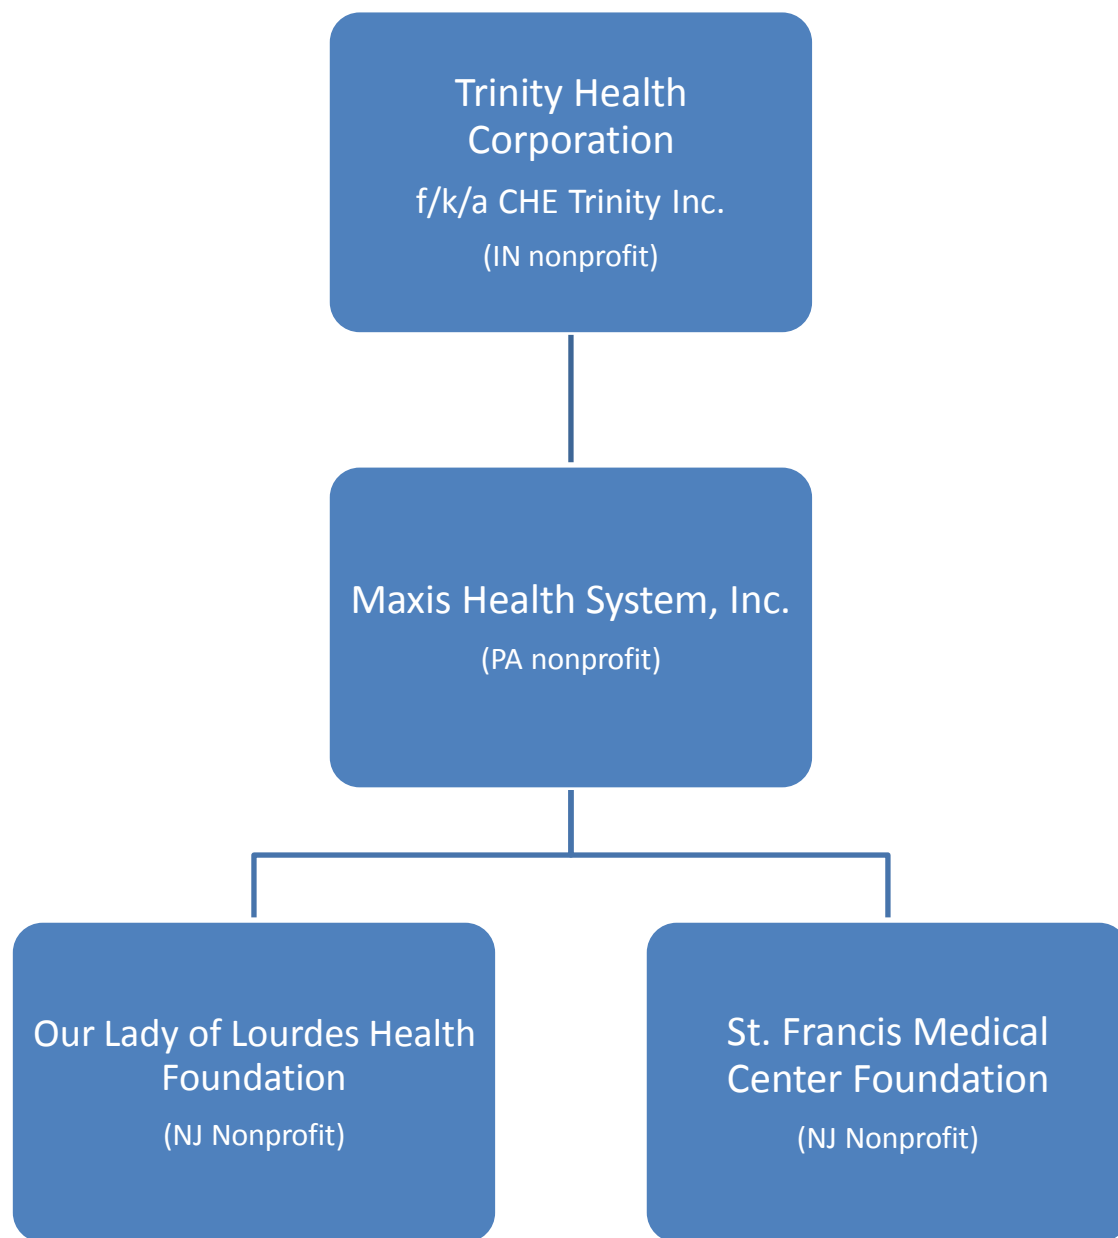 Trinity Health
Corporation
f/k/a CHE Trinity Inc.
(IN nonprofit)
Maxis Health System, Inc.
(PA nonprofit)
Our Lady of Lourdes Health
Foundation
(NJ Nonprofit)
St. Francis Medical
Center Foundation
(NJ Nonprofit)